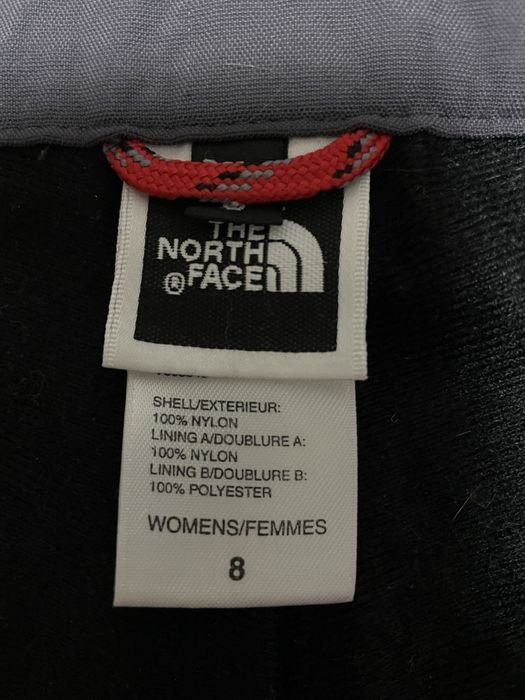 THE
NORTH
® FACE
SHELL/EXTERIEUR:
100% NYLON
LINING A/DOUBLURE A:
100% NYLON
LINING B/DOUBLURE B:
100% POLYESTER
WOMENS/FEMMES
8